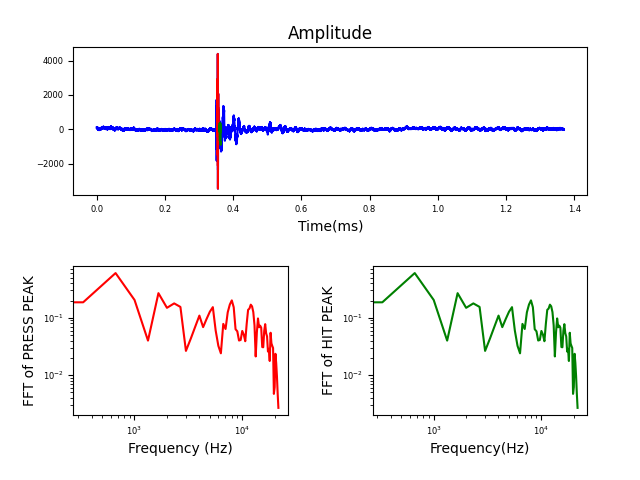 Amplitude
4000
2000
0
−2000
0.0 0.2 0.4 0.6 0.8 1.0 1.2 1.4
Time(ms)
FFT of PRESS PEAK
10⁻¹
10⁻²
10³ 10⁴
Frequency (Hz)
FFT of HIT PEAK
10⁻¹
10⁻²
10³ 10⁴
Frequency(Hz)